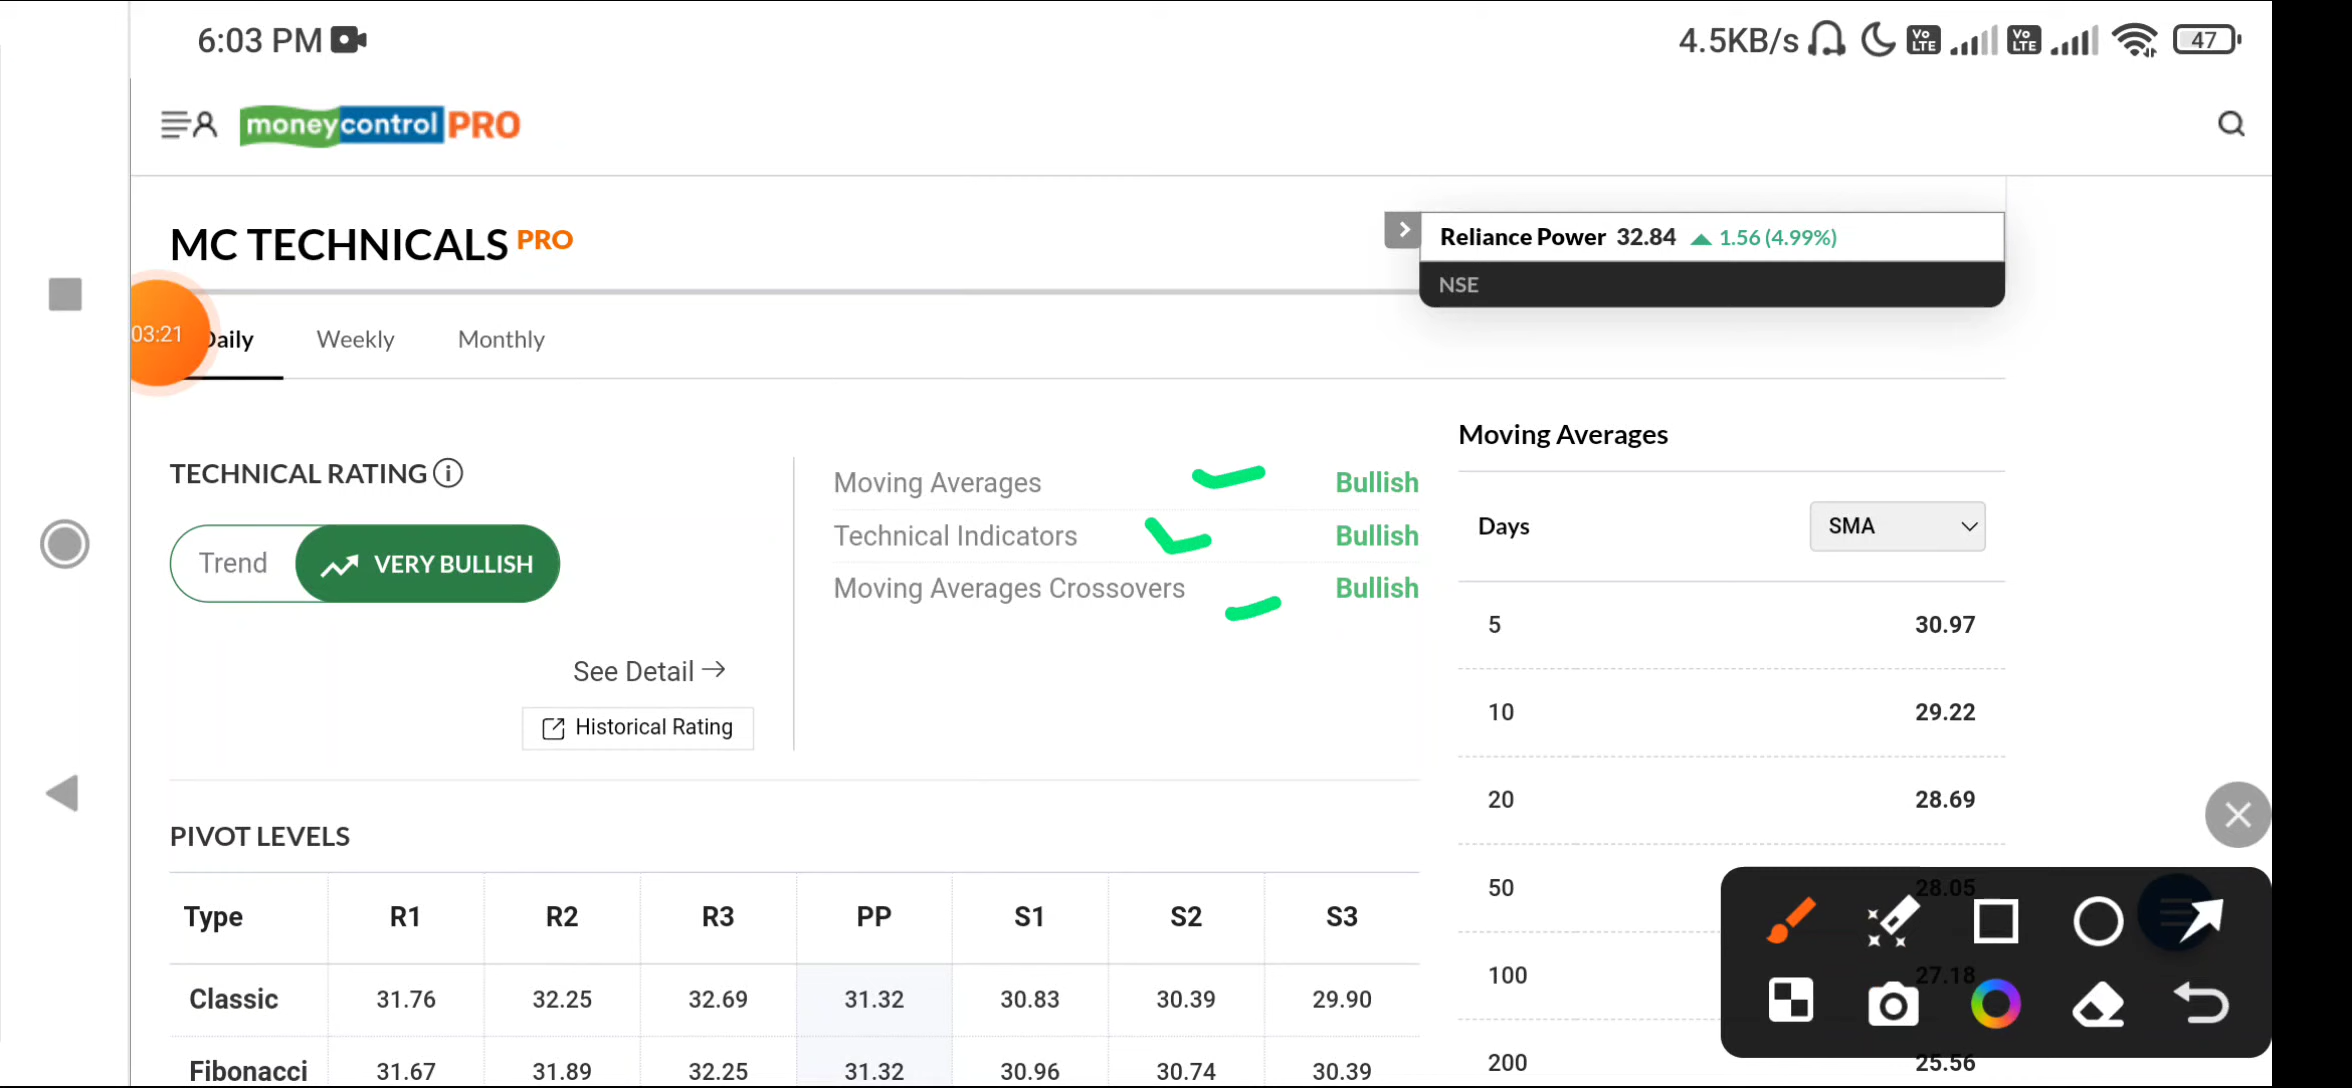 6:03 PM
4.5KB/s Vo LTE Vo LTE 47
moneycontrol PRO
MC TECHNICALS PRO
Reliance Power 32.84 ▲ 1.56 (4.99%)
NSE
03:21
Daily Weekly Monthly
TECHNICAL RATING
Trend VERY BULLISH
See Detail →
Historical Rating
Moving Averages Bullish
Technical Indicators Bullish
Moving Averages Crossovers Bullish
Moving Averages
Days SMA
5 30.97
10 29.22
20 28.69
50 28.05
100 27.18
200 25.56
PIVOT LEVELS
Type R1 R2 R3 PP S1 S2 S3
Classic 31.76 32.25 32.69 31.32 30.83 30.39 29.90
Fibonacci 31.67 31.89 32.25 31.32 30.96 30.74 30.39